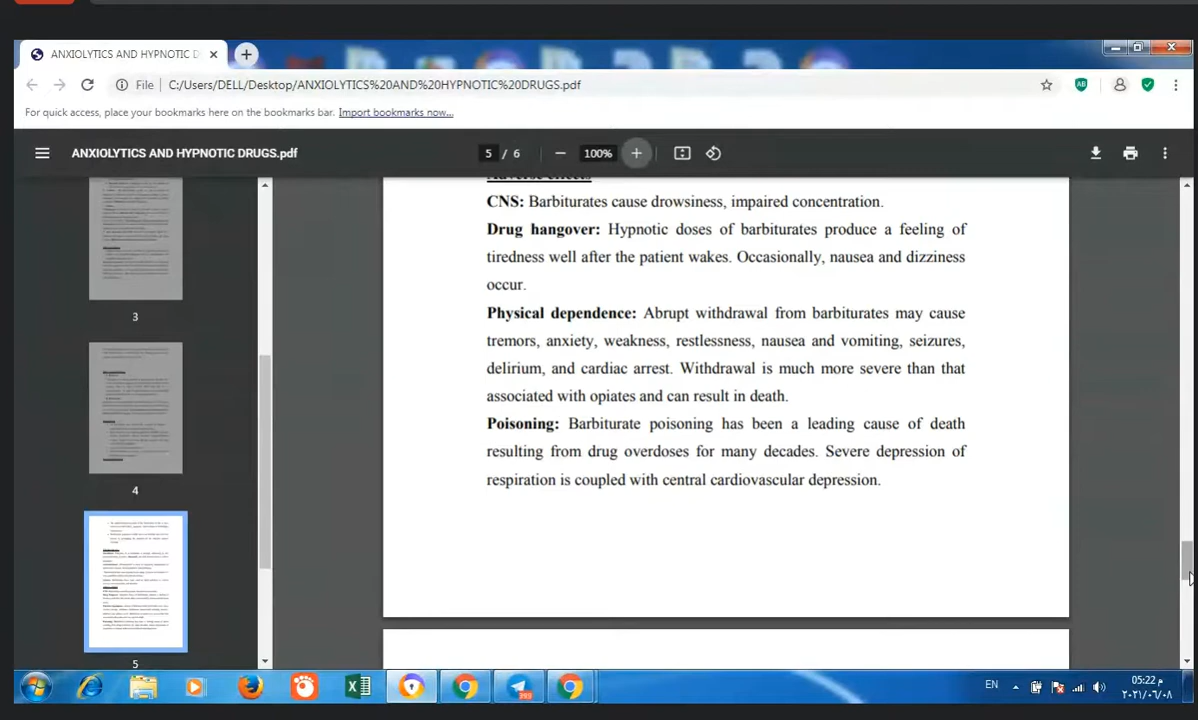 ANXIOLYTICS AND HYPNOTIC D
File
C:/Users/DELL/Desktop/ANXIOLYTICS%20AND%20HYPNOTIC%20DRUGS.pdf
For quick access, place your bookmarks here on the bookmarks bar. Import bookmarks now...
ANXIOLYTICS AND HYPNOTIC DRUGS.pdf
5 / 6
100%
Adverse effects
CNS: Barbiturates cause drowsiness, impaired concentration.
Drug hangover: Hypnotic doses of barbiturates produce a feeling of
tiredness well after the patient wakes. Occasionally, nausea and dizziness
occur.
Physical dependence: Abrupt withdrawal from barbiturates may cause
tremors, anxiety, weakness, restlessness, nausea and vomiting, seizures,
delirium, and cardiac arrest. Withdrawal is much more severe than that
associated with opiates and can result in death.
Poisoning: Barbiturate poisoning has been a leading cause of death
resulting from drug overdoses for many decades. Severe depression of
respiration is coupled with central cardiovascular depression.
3
4
5
EN
05:22 م
٢٠٢١/٠٦/٠٨